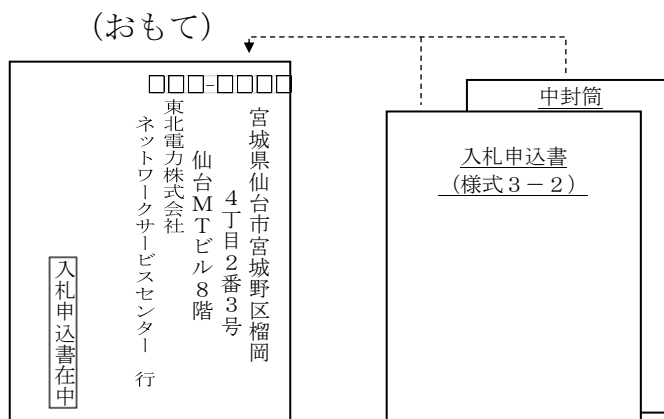 (おもて)
□□□-□□□□
宮城県仙台市宮城野区榴岡
4丁目2番3号
仙台MTビル8階
東北電力株式会社
ネットワークサービスセンター 行
入札申込書在中
中封筒
入札申込書
(様式3-2)